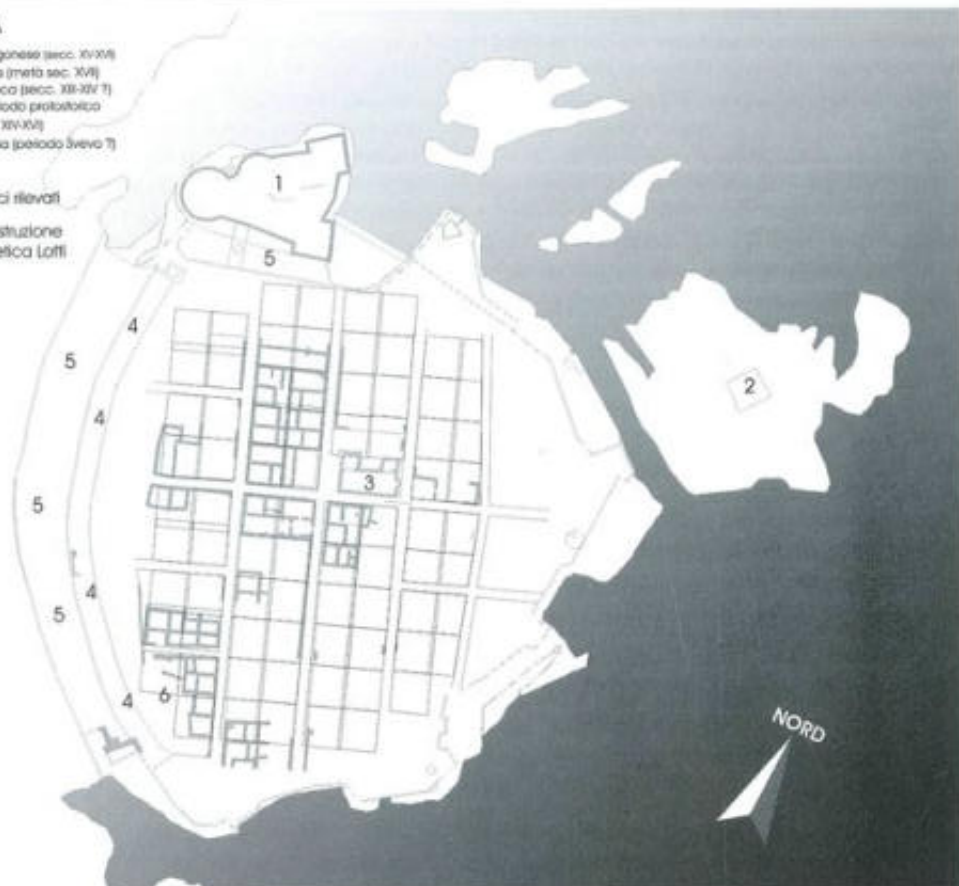 gonese (secc. XV-XVI)
(metà sec. XVII)
ca (secc. XIII-XIV ?)
odo protostorico
XIV-XVI)
a (periodo Svevo ?)
ci rilevati
struzione
etica Lotti
1
5
4
5
4
2
3
5
4
5
4
6
NORD